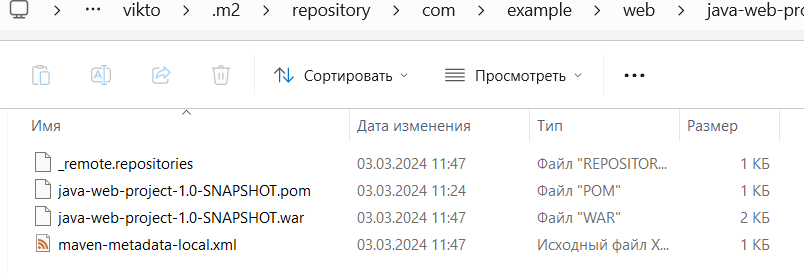 ··· vikto > .m2 > repository > com > example > web > java-web-pro
Сортировать Просмотреть ···
Имя Дата изменения Тип Размер
_remote.repositories 03.03.2024 11:47 Файл "REPOSITOR... 1 КБ
java-web-project-1.0-SNAPSHOT.pom 03.03.2024 11:24 Файл "POM" 1 КБ
java-web-project-1.0-SNAPSHOT.war 03.03.2024 11:47 Файл "WAR" 2 КБ
maven-metadata-local.xml 03.03.2024 11:47 Исходный файл X... 1 КБ